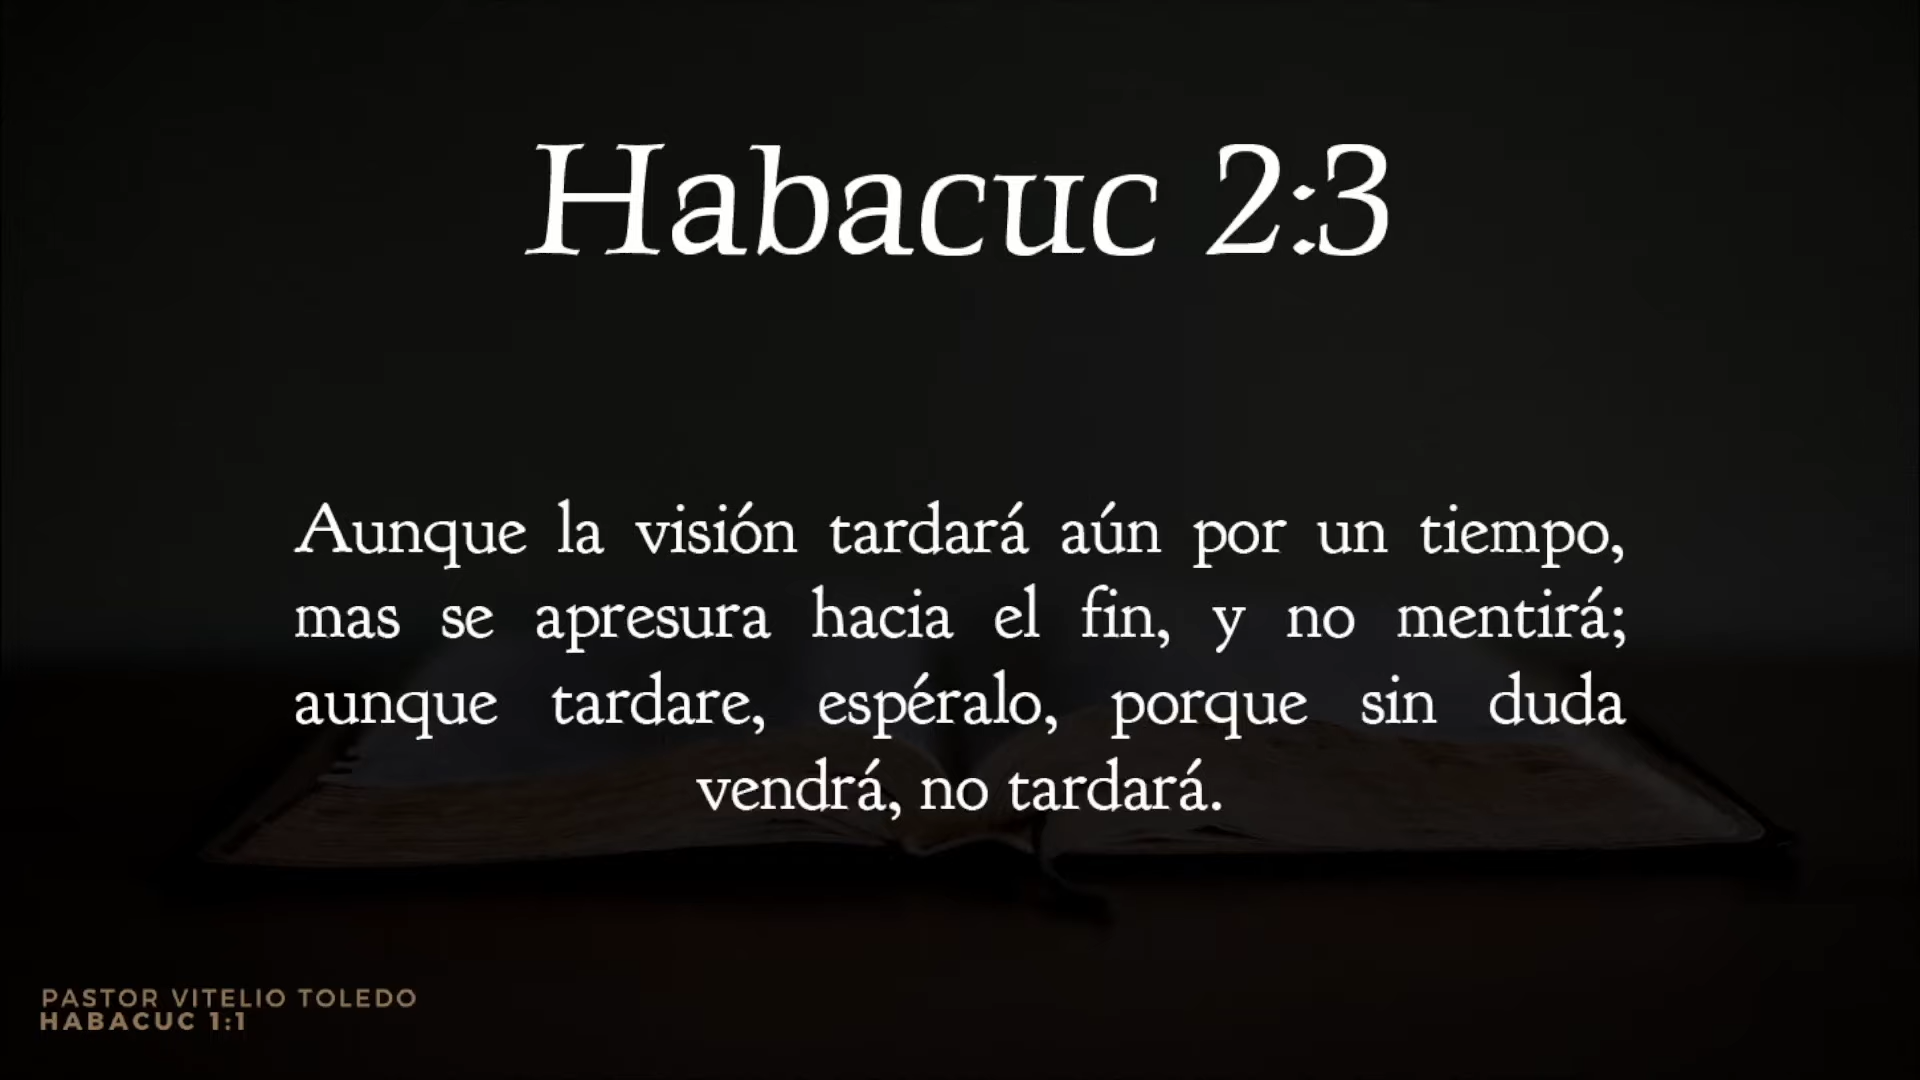 Habacuc 2:3
Aunque la visión tardará aún por un tiempo,
mas se apresura hacia el fin, y no mentirá;
aunque tardare, espéralo, porque sin duda
vendrá, no tardará.
PASTOR VITELIO TOLEDO
HABACUC 1:1